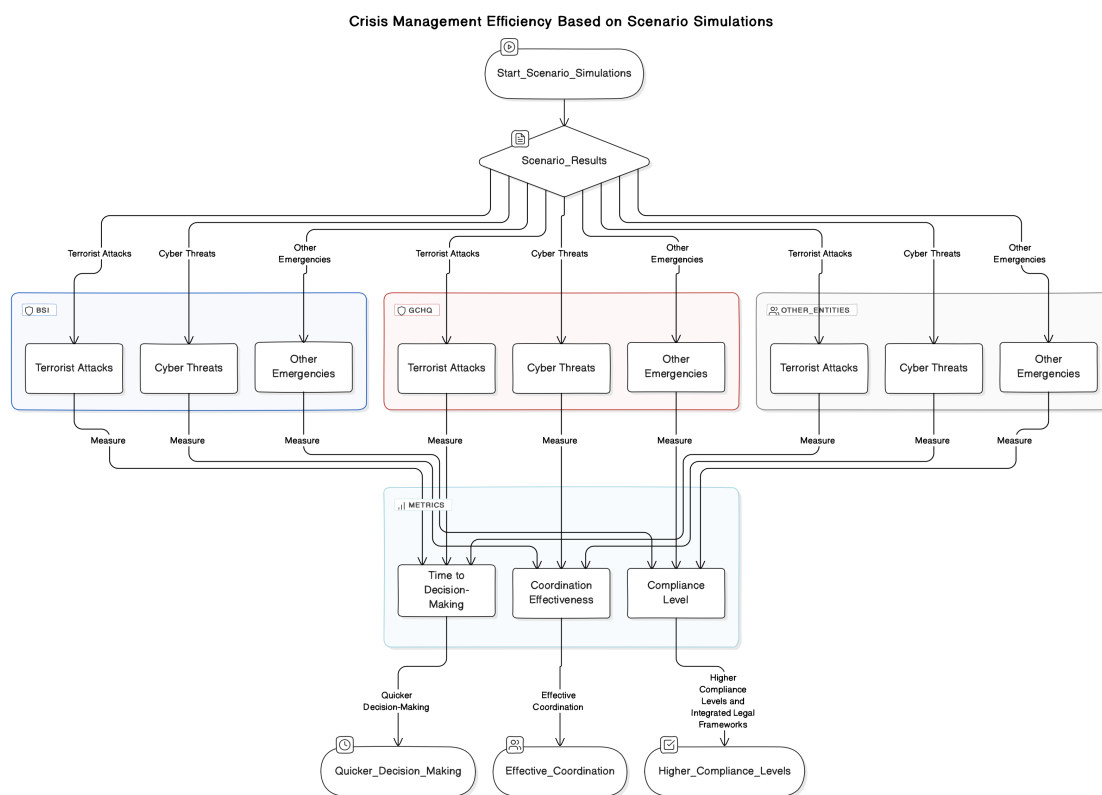 Crisis Management Efficiency Based on Scenario Simulations
Start_Scenario_Simulations
Scenario_Results
Terrorist Attacks
Cyber Threats
Other
Emergencies
Terrorist Attacks
Cyber Threats
Other
Emergencies
Terrorist Attacks
Cyber Threats
Other
Emergencies
BSI
Terrorist Attacks
Cyber Threats
Other
Emergencies
GCHQ
Terrorist Attacks
Cyber Threats
Other
Emergencies
OTHER_ENTITIES
Terrorist Attacks
Cyber Threats
Other
Emergencies
Measure
Measure
Measure
Measure
Measure
Measure
Measure
Measure
Measure
METRICS
Time to
Decision-
Making
Coordination
Effectiveness
Compliance
Level
Quicker
Decision-Making
Effective
Coordination
Higher
Compliance
Levels and
Integrated Legal
Frameworks
Quicker_Decision_Making
Effective_Coordination
Higher_Compliance_Levels